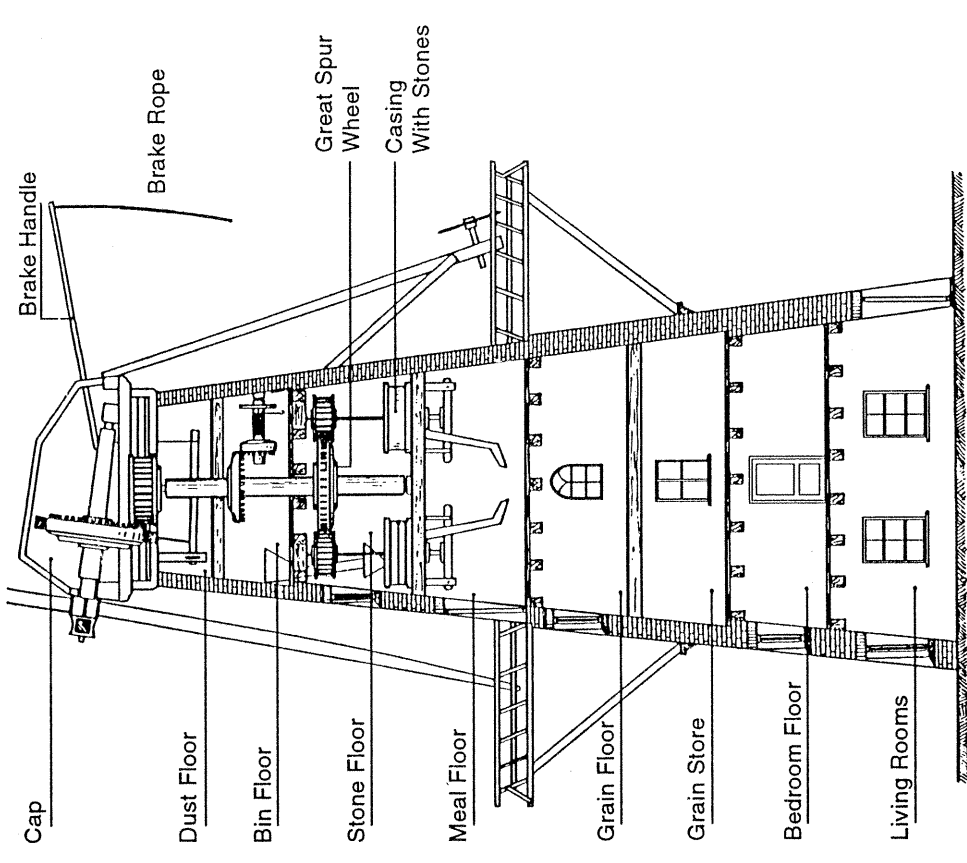 Brake Handle
Brake Rope
Great Spur
Wheel
Casing
With Stones
Cap
Dust Floor
Bin Floor
Stone Floor
Meal Floor
Grain Floor
Grain Store
Bedroom Floor
Living Rooms